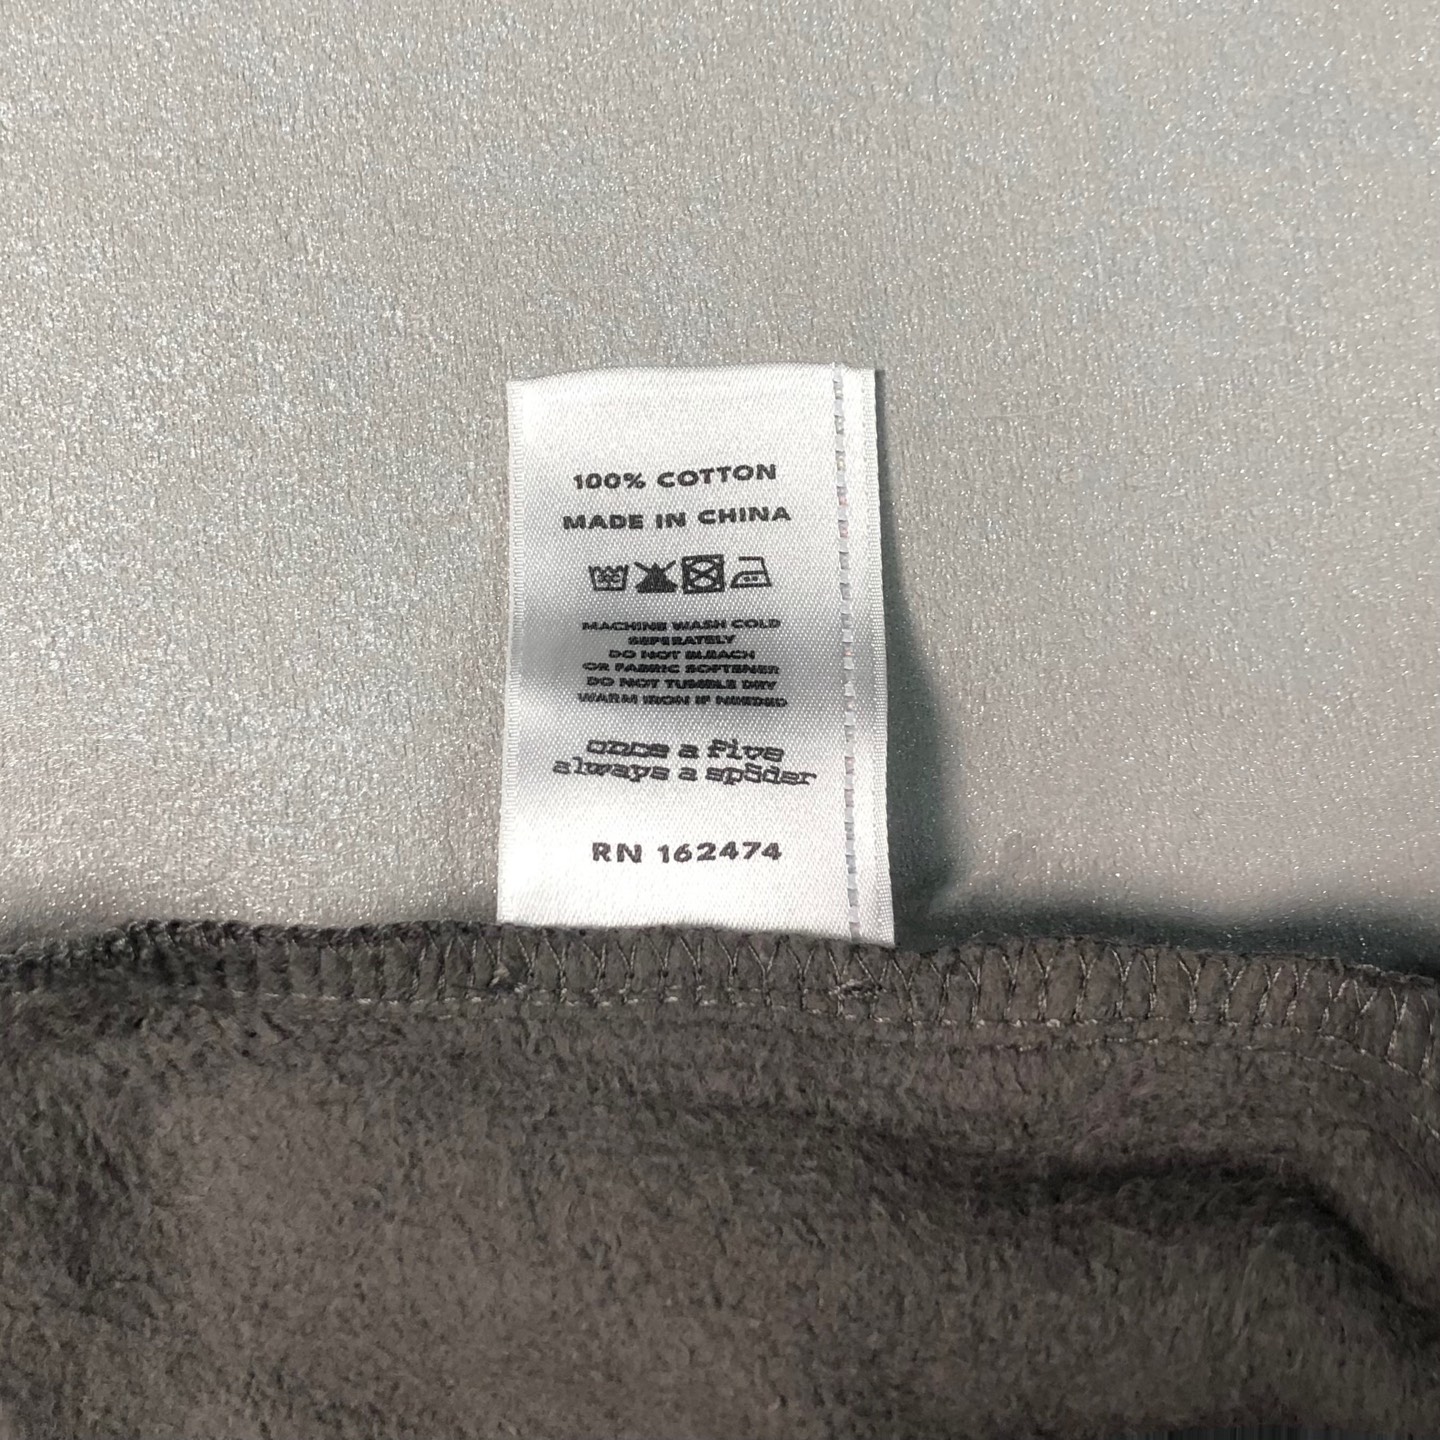 100% COTTON
MADE IN CHINA
MACHINE WASH COLD
SEPERATELY
DO NOT BLEACH
OR FABRIC SOFTENER
DO NOT TUMBLE DRY
WARM IRON IF NEEDED
once a five
always a sp5der
RN 162474